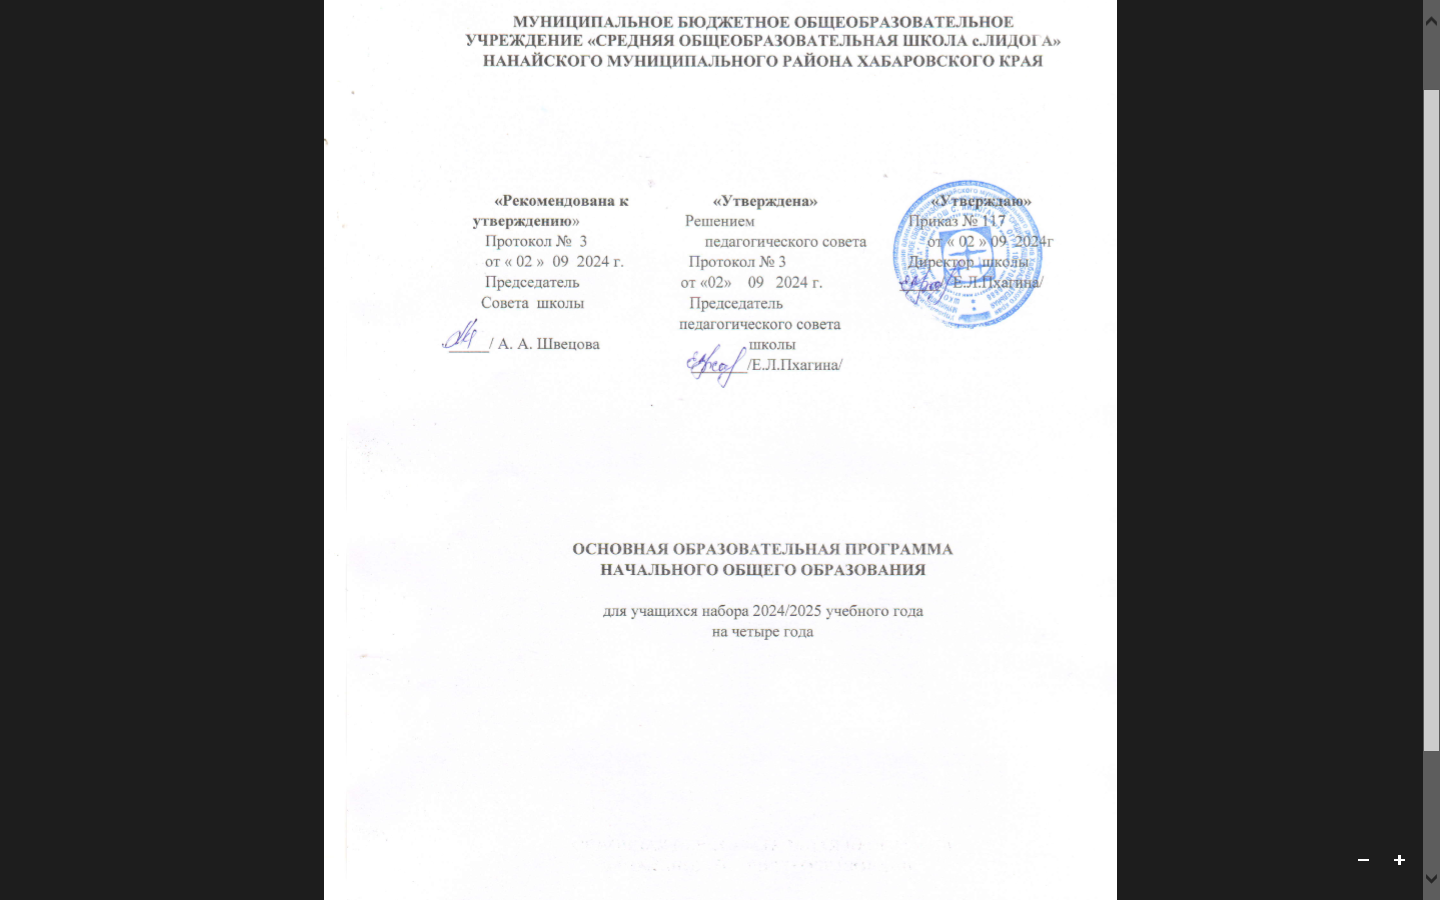 МУНИЦИПАЛЬНОЕ БЮДЖЕТНОЕ ОБЩЕОБРАЗОВАТЕЛЬНОЕ
УЧРЕЖДЕНИЕ «СРЕДНЯЯ ОБЩЕОБРАЗОВАТЕЛЬНАЯ ШКОЛА с.ЛИДОГА»
НАНАЙСКОГО МУНИЦИПАЛЬНОГО РАЙОНА ХАБАРОВСКОГО КРАЯ
«Рекомендована к
утверждению»
Протокол № 3
от « 02 » 09 2024 г.
Председатель
Совета школы
______/ А. А. Швецова
«Утверждена»
Решением
педагогического совета
Протокол № 3
от «02» 09 2024 г.
Председатель
педагогического совета
школы
_______/Е.Л.Пхагина/
«Утверждаю»
Приказ № 117
от « 02 » 09 2024г
Директор школы
/Е.Л.Пхагина/
ОСНОВНАЯ ОБРАЗОВАТЕЛЬНАЯ ПРОГРАММА
НАЧАЛЬНОГО ОБЩЕГО ОБРАЗОВАНИЯ
для учащихся набора 2024/2025 учебного года
на четыре года